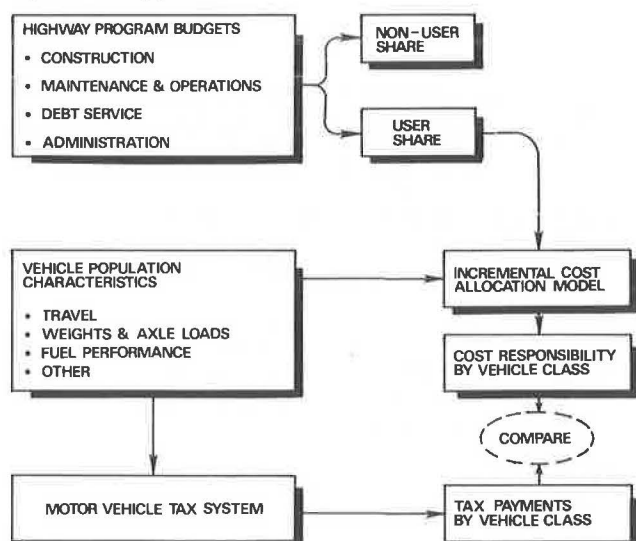 HIGHWAY PROGRAM BUDGETS
• CONSTRUCTION
• MAINTENANCE & OPERATIONS
• DEBT SERVICE
• ADMINISTRATION
NON-USER
SHARE
USER
SHARE
VEHICLE POPULATION
CHARACTERISTICS
• TRAVEL
• WEIGHTS & AXLE LOADS
• FUEL PERFORMANCE
• OTHER
INCREMENTAL COST
ALLOCATION MODEL
COST RESPONSIBILITY
BY VEHICLE CLASS
COMPARE
MOTOR VEHICLE TAX SYSTEM
TAX PAYMENTS
BY VEHICLE CLASS